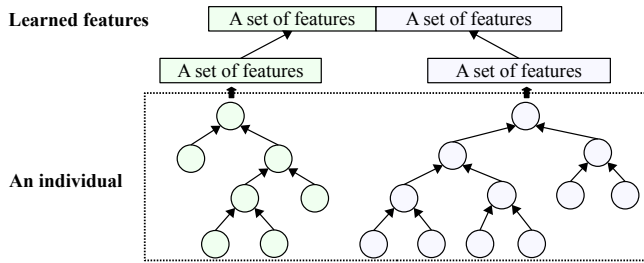 Learned features
A set of features
A set of features
A set of features
A set of features
An individual